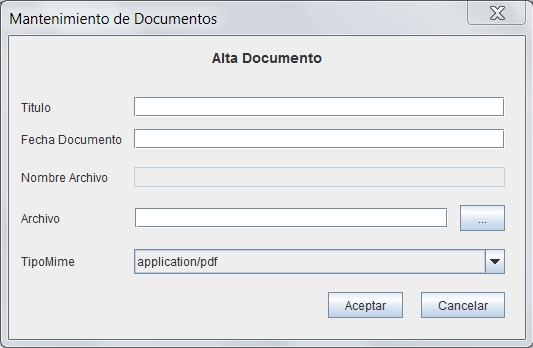 Mantenimiento de Documentos
Alta Documento
Titulo
Fecha Documento
Nombre Archivo
Archivo ...
TipoMime application/pdf
Aceptar Cancelar